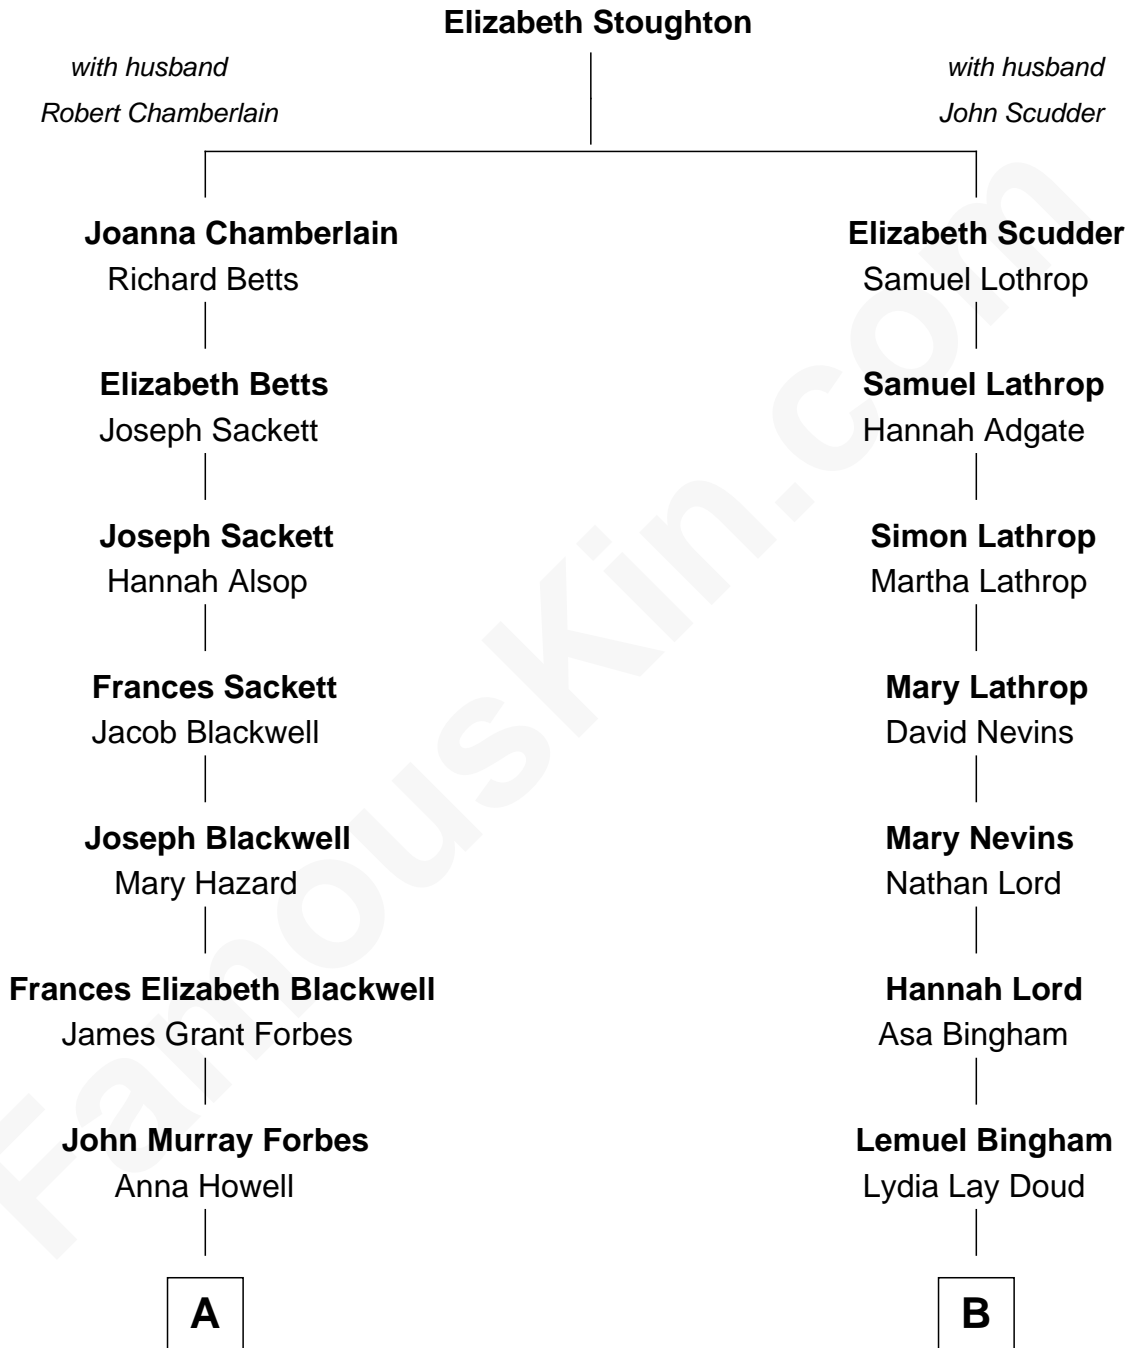 Elizabeth Stoughton
with husband
Robert Chamberlain
with husband
John Scudder
Joanna Chamberlain
Richard Betts
Elizabeth Scudder
Samuel Lothrop
Elizabeth Betts
Joseph Sackett
Samuel Lathrop
Hannah Adgate
Joseph Sackett
Hannah Alsop
Simon Lathrop
Martha Lathrop
Frances Sackett
Jacob Blackwell
Mary Lathrop
David Nevins
Joseph Blackwell
Mary Hazard
Mary Nevins
Nathan Lord
Frances Elizabeth Blackwell
James Grant Forbes
Hannah Lord
Asa Bingham
John Murray Forbes
Anna Howell
Lemuel Bingham
Lydia Lay Doud
A
B
FamousKin.com